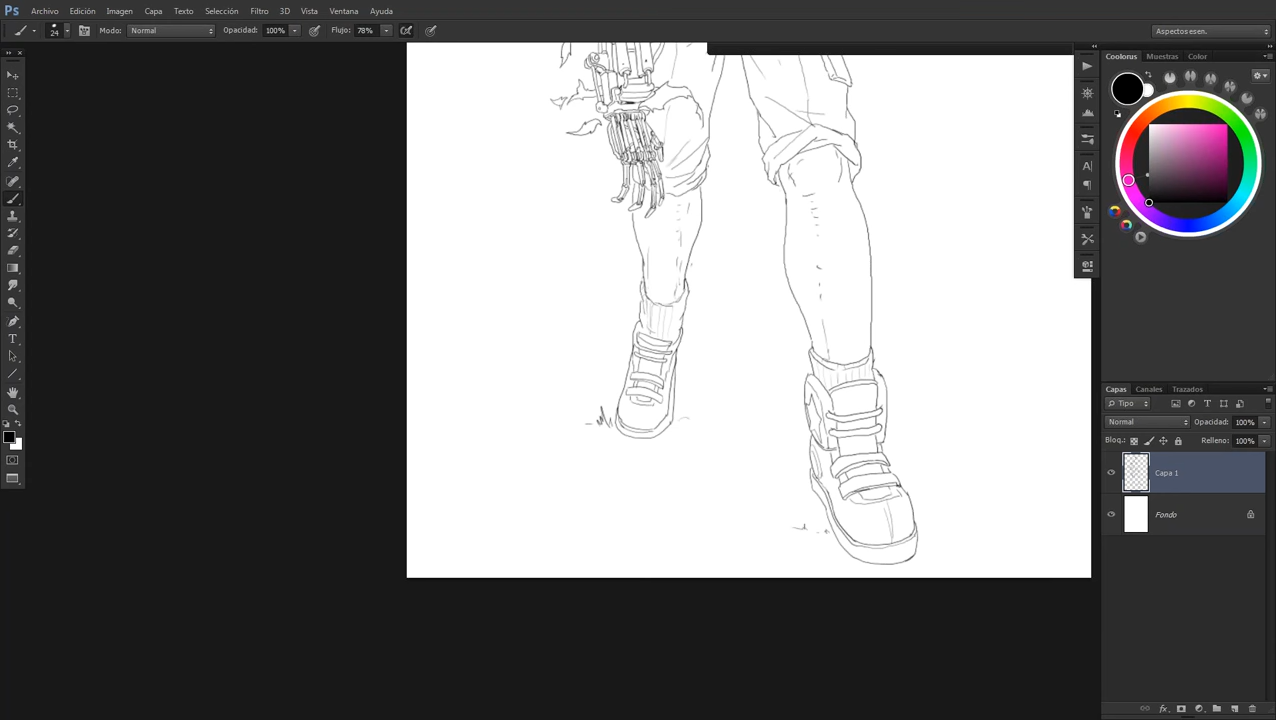 Ps Archivo Edición Imagen Capa Texto Selección Filtro 3D Vista Ventana Ayuda
24 Modo: Normal Opacidad: 100% Flujo: 78% Aspectos esen.
Coolorus Muestras Color
Capas Canales Trazados
Tipo
Normal Opacidad: 100%
Bloq.: Relleno: 100%
Capa 1
Fondo